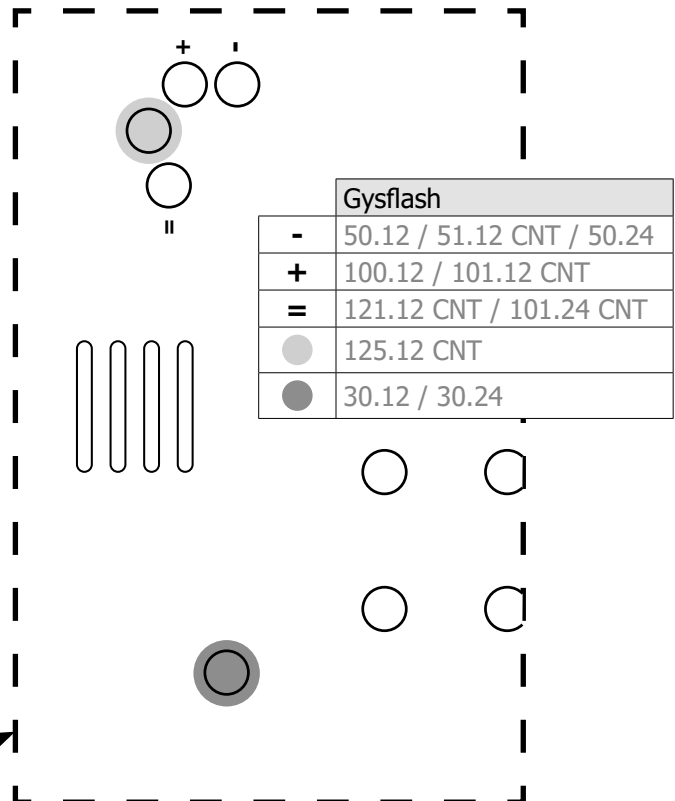 + -
=
Gysflash
- 50.12 / 51.12 CNT / 50.24
+ 100.12 / 101.12 CNT
= 121.12 CNT / 101.24 CNT
125.12 CNT
30.12 / 30.24